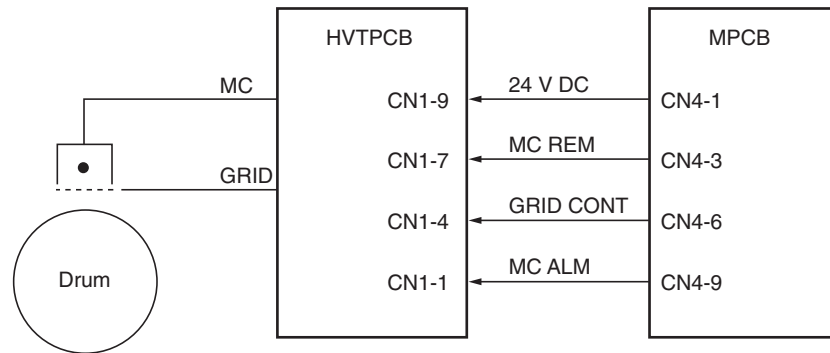 HVTPCB
MPCB
MC
CN1-9
24 V DC
CN4-1
CN1-7
MC REM
CN4-3
GRID
CN1-4
GRID CONT
CN4-6
Drum
CN1-1
MC ALM
CN4-9